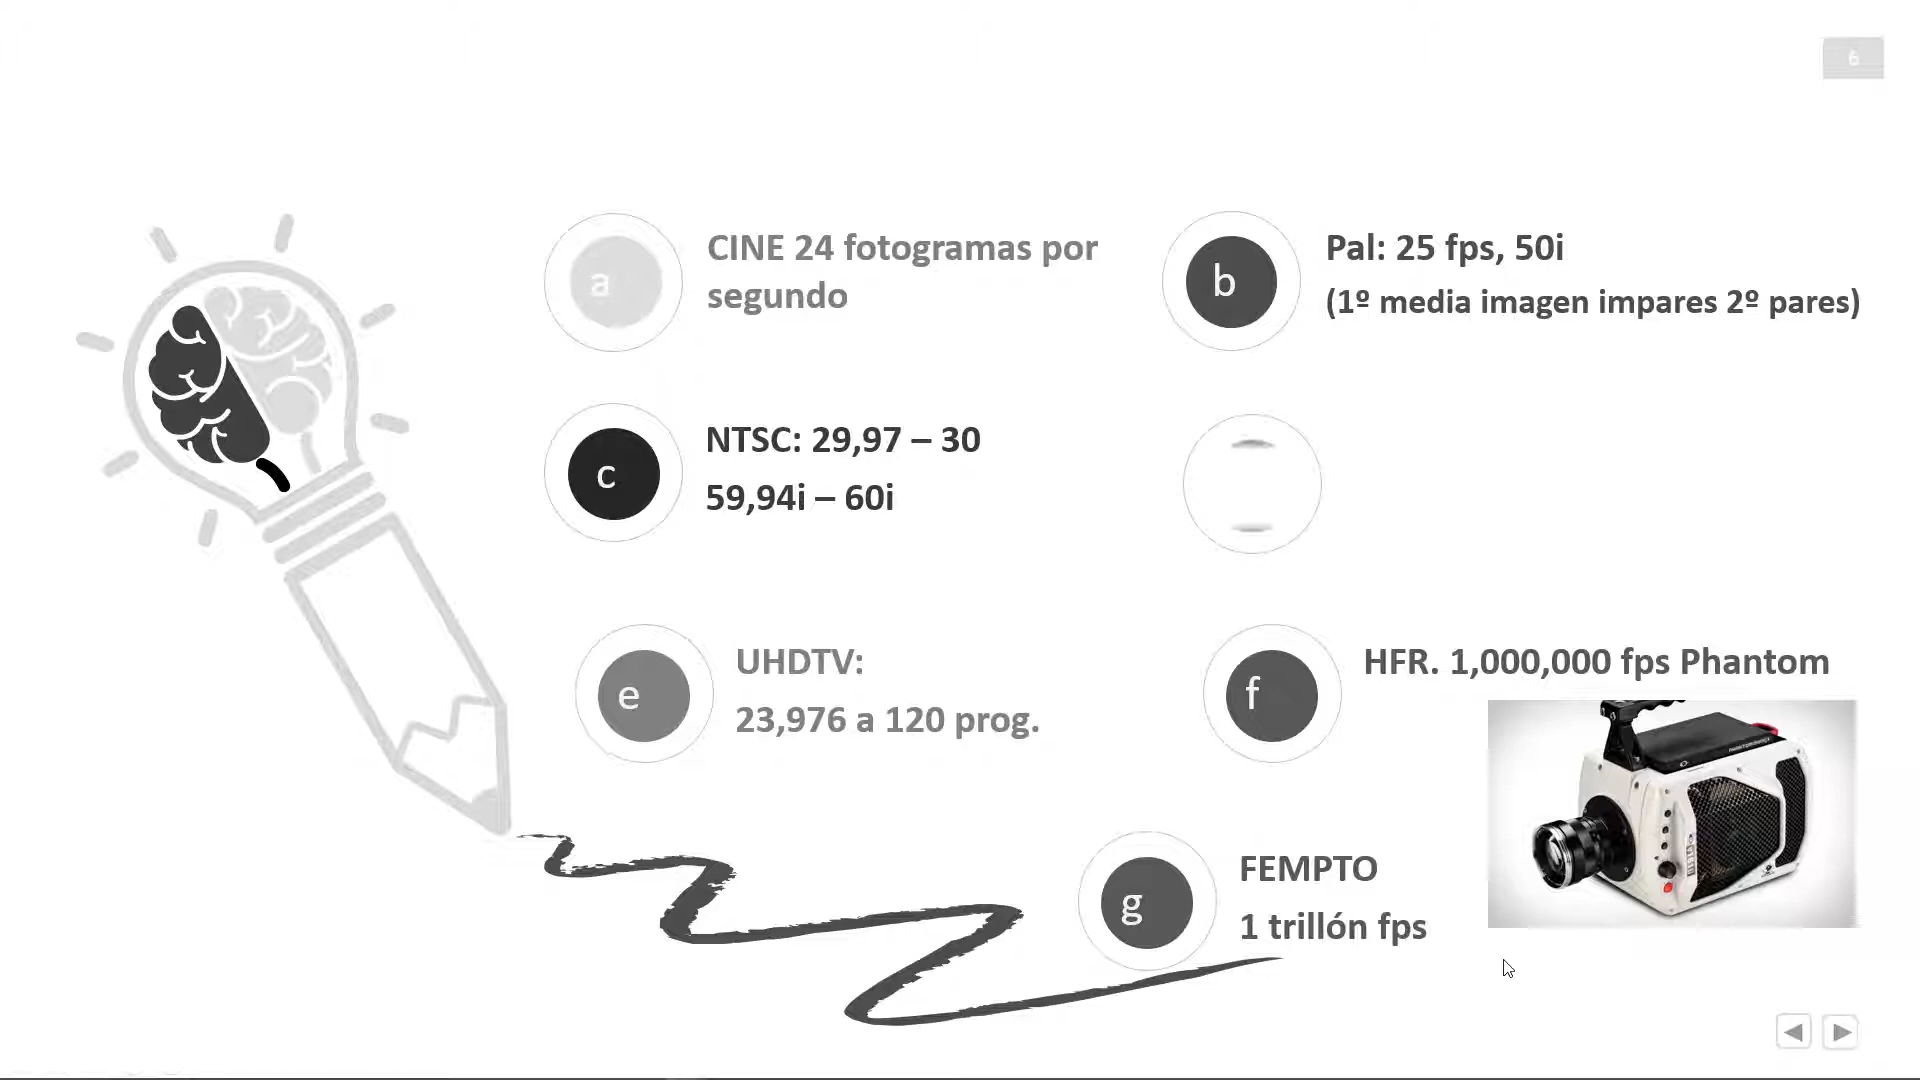 6
a
CINE 24 fotogramas por
segundo
b
Pal: 25 fps, 50i
(1º media imagen impares 2º pares)
c
NTSC: 29,97 – 30
59,94i – 60i
e
UHDTV:
23,976 a 120 prog.
f
HFR. 1,000,000 fps Phantom
g
FEMPTO
1 trillón fps